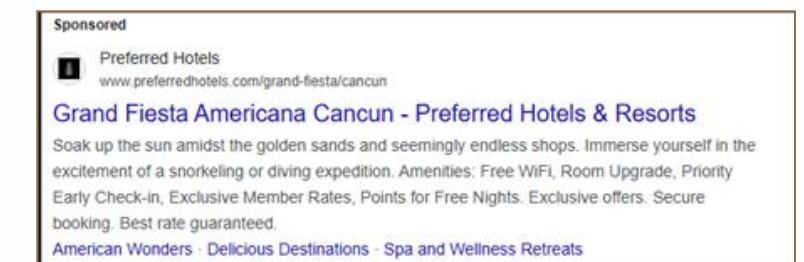 Sponsored
Preferred Hotels
www.preferredhotels.com/grand-fiesta/cancun
Grand Fiesta Americana Cancun - Preferred Hotels & Resorts
Soak up the sun amidst the golden sands and seemingly endless shops. Immerse yourself in the
excitement of a snorkeling or diving expedition. Amenities: Free WiFi, Room Upgrade, Priority
Early Check-in, Exclusive Member Rates, Points for Free Nights. Exclusive offers. Secure
booking. Best rate guaranteed.
American Wonders · Delicious Destinations · Spa and Wellness Retreats